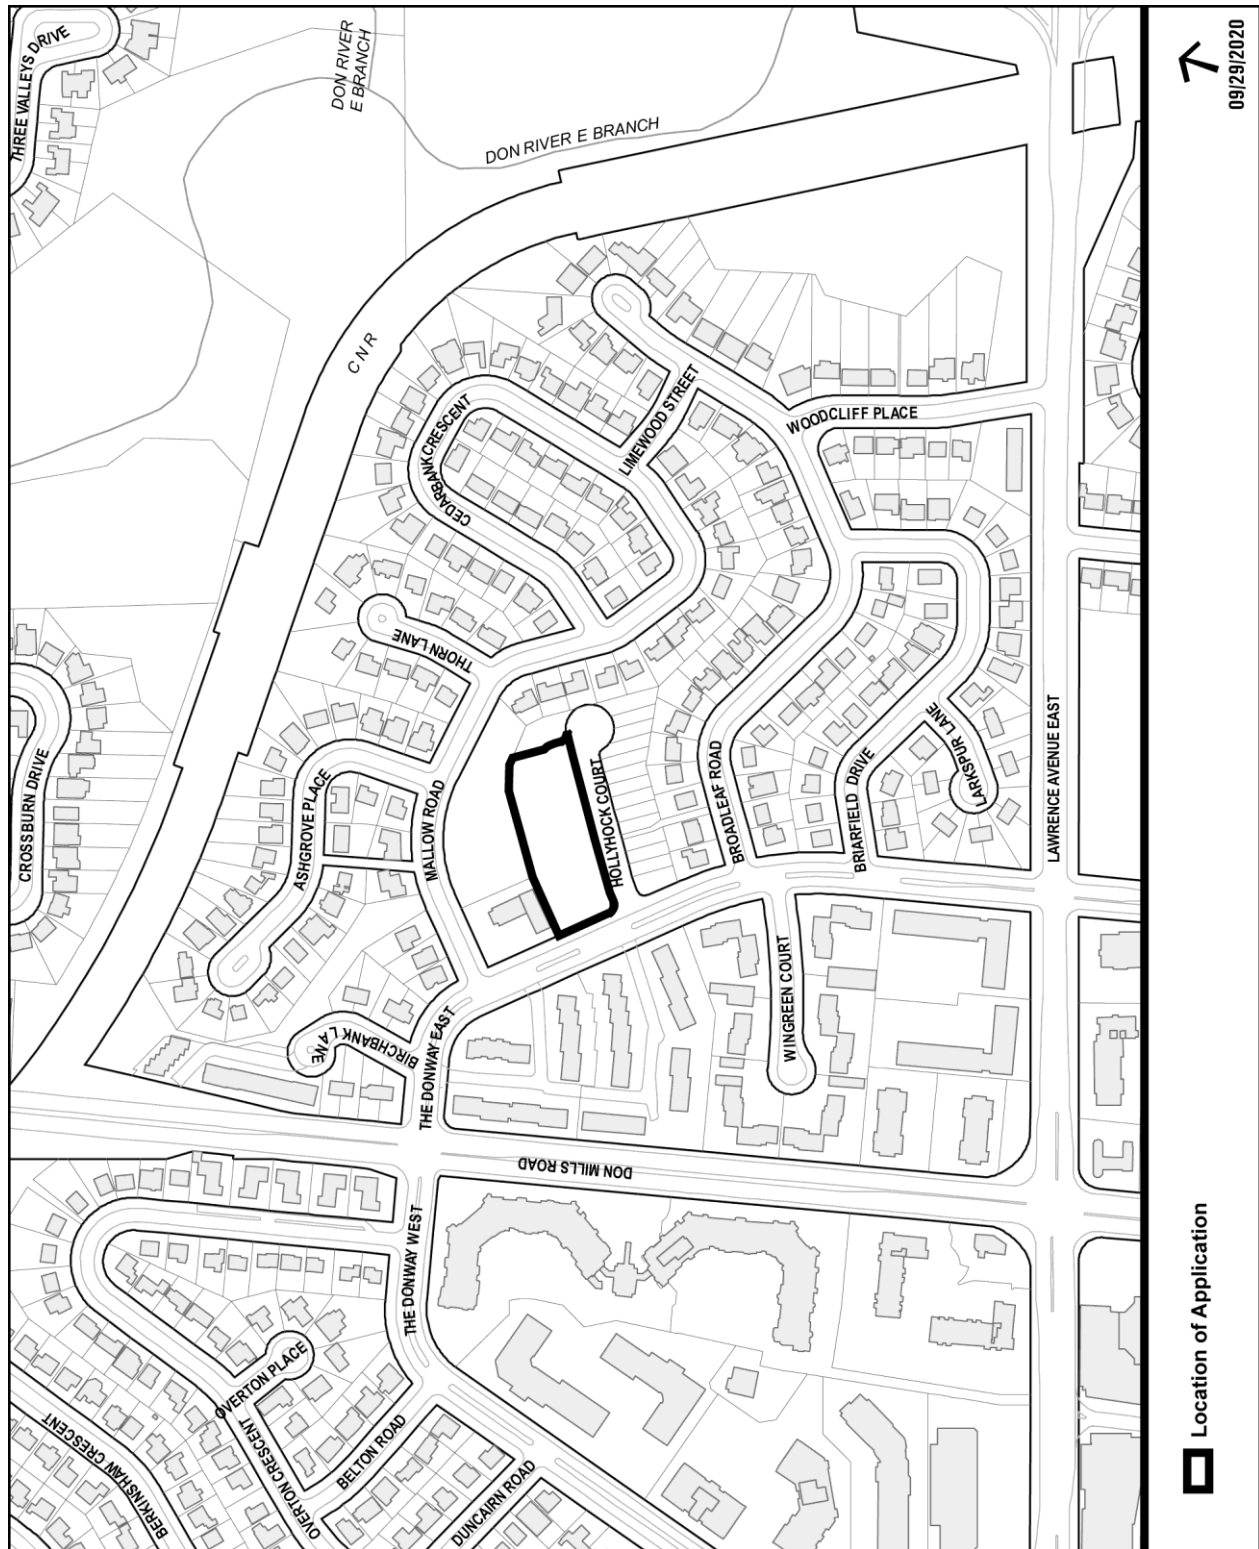 THREE VALLEYS DRIVE
DON RIVER
E BRANCH
DON RIVER E BRANCH
C N R
CEDARBANK CRESCENT
LIMEWOOD STREET
WOODCLIFF PLACE
THORN LANE
CROSSBURN DRIVE
ASHGROVE PLACE
MALLOW ROAD
HOLLYHOCK COURT
BROADLEAF ROAD
BRIARFIELD DRIVE
LARKSPUR LANE
LAWRENCE AVENUE EAST
BIRCHBANK LANE
THE DONWAY EAST
WINGREEN COURT
DON MILLS ROAD
THE DONWAY WEST
OVERTON PLACE
OVERTON CRESCENT
BELTON ROAD
BERKINSHAW CRESCENT
DUNCAIRN ROAD
Location of Application
09/29/2020